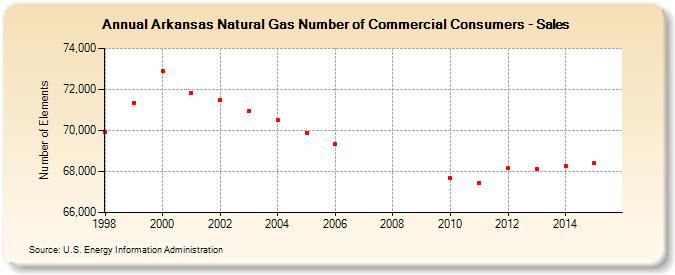 Annual Arkansas Natural Gas Number of Commercial Consumers - Sales
Number of Elements
74,000
72,000
70,000
68,000
66,000
1998 2000 2002 2004 2006 2008 2010 2012 2014
Source: U.S. Energy Information Administration